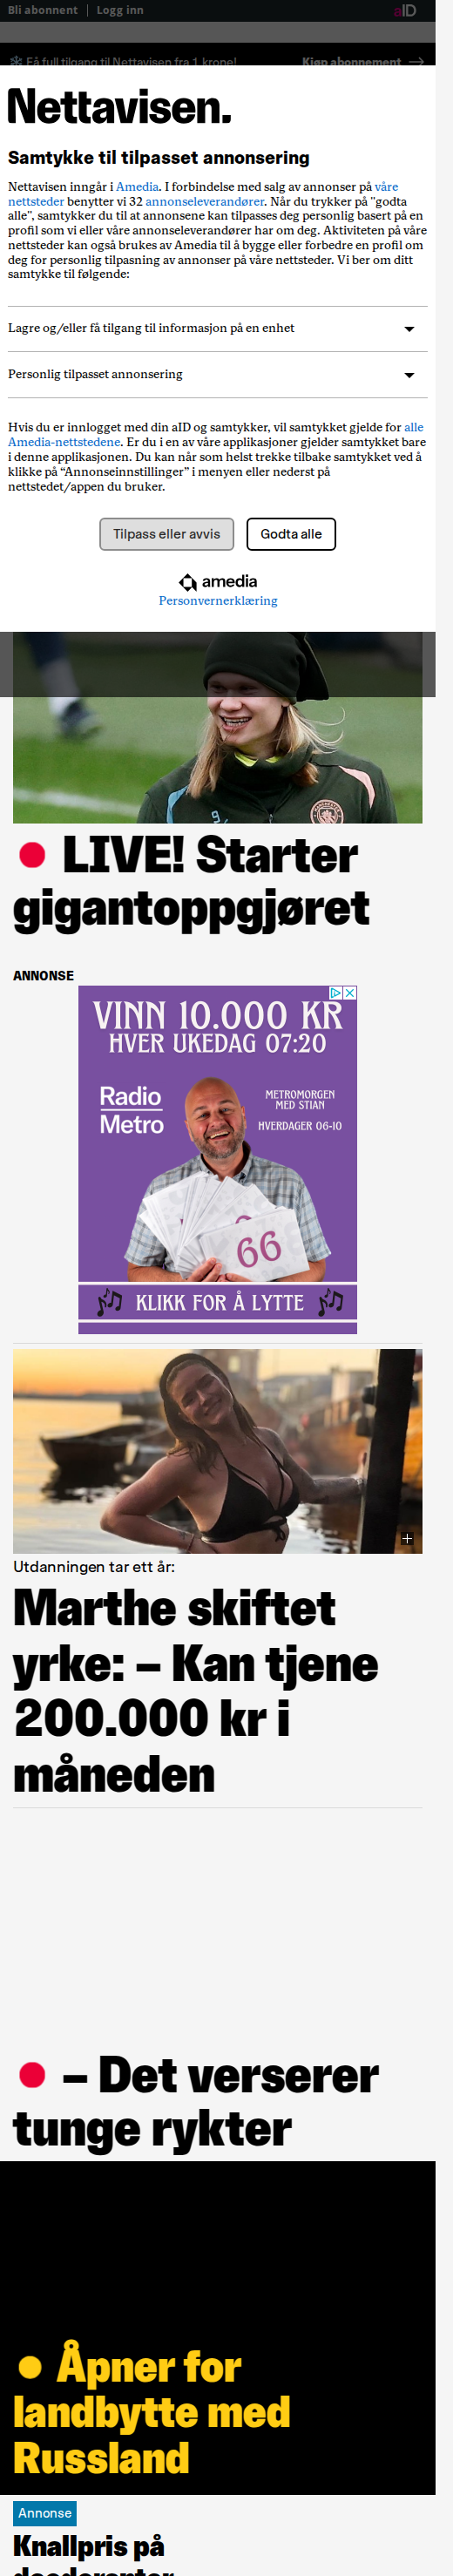 Bli abonnent | Logg inn
aID
Få full tilgang til Nettavisen fra 1 krone! Kjøp abonnement →
Nettavisen.
Samtykke til tilpasset annonsering
Nettavisen inngår i Amedia. I forbindelse med salg av annonser på våre
nettsteder benytter vi 32 annonseleverandører. Når du trykker på "godta
alle", samtykker du til at annonsene kan tilpasses deg personlig basert på en
profil som vi eller våre annonseleverandører har om deg. Aktiviteten på våre
nettsteder kan også brukes av Amedia til å bygge eller forbedre en profil om
deg for personlig tilpasning av annonser på våre nettsteder. Vi ber om ditt
samtykke til følgende:
Lagre og/eller få tilgang til informasjon på en enhet
Personlig tilpasset annonsering
Hvis du er innlogget med din aID og samtykker, vil samtykket gjelde for alle
Amedia-nettstedene. Er du i en av våre applikasjoner gjelder samtykket bare
i denne applikasjonen. Du kan når som helst trekke tilbake samtykket ved å
klikke på “Annonseinnstillinger” i menyen eller nederst på
nettstedet/appen du bruker.
Tilpass eller avvis
Godta alle
amedia
Personvernerklæring
LIVE! Starter
gigantoppgjøret
ANNONSE
VINN 10.000 KR
HVER UKEDAG 07:20
Radio
Metro
METROMORGEN
MED STIAN
HVERDAGER 06-10
66
KLIKK FOR Å LYTTE
Utdanningen tar ett år:
Marthe skiftet
yrke: – Kan tjene
200.000 kr i
måneden
– Det verserer
tunge rykter
Åpner for
landbytte med
Russland
Annonse
Knallpris på